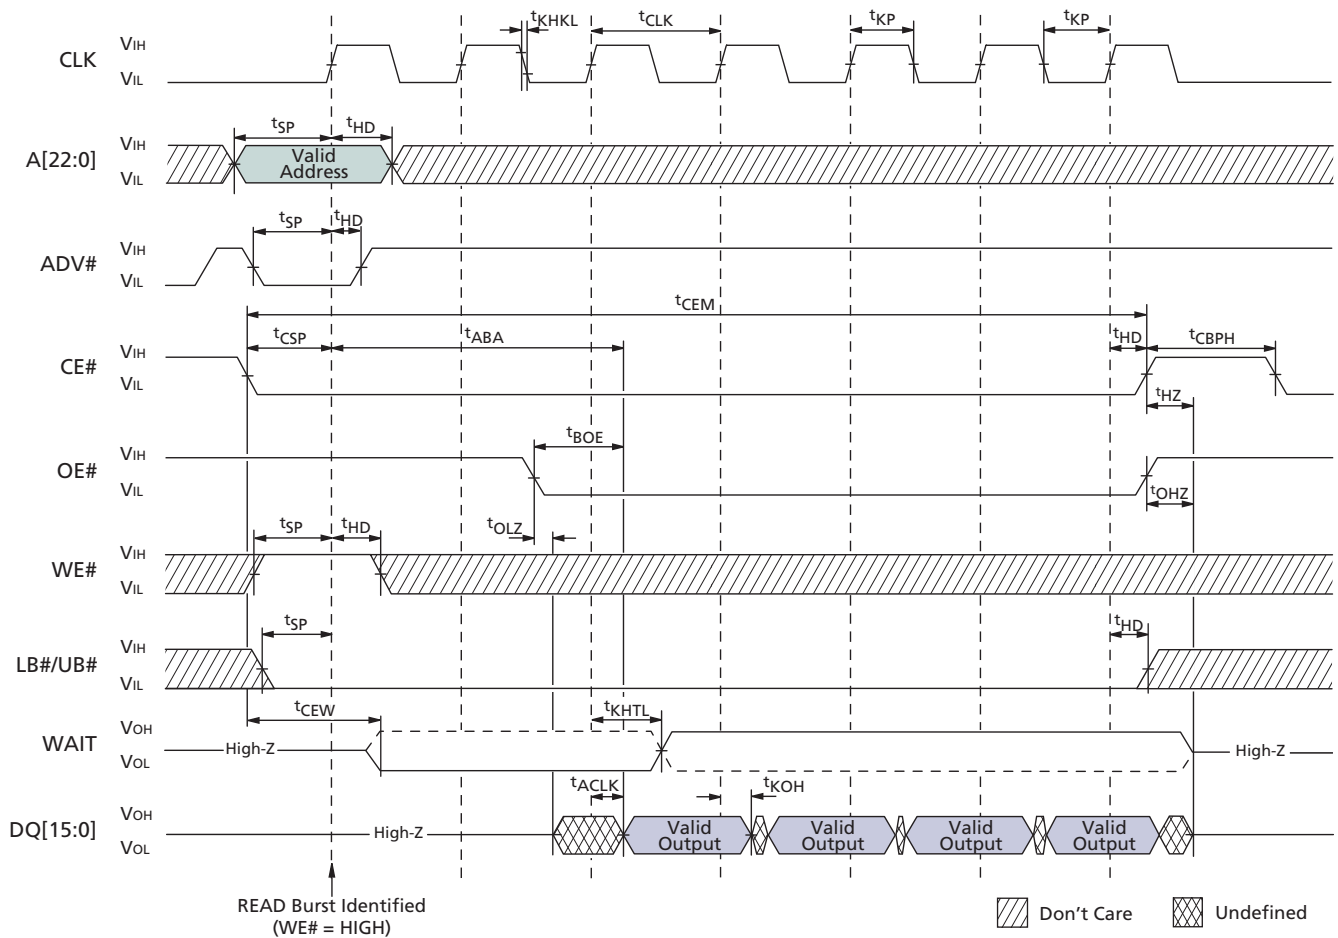 tKHKL tCLK tKP tKP
CLK VIH
VIL
tSP tHD
A[22:0] VIH
VIL
Valid
Address
tSP tHD
ADV# VIH
VIL
tCEM
tCSP tABA tHD tCBPH
CE# VIH
VIL
tHZ
tBOE
OE# VIH
VIL
tOHZ
tSP tHD tOLZ
WE# VIH
VIL
tSP tHD
LB#/UB# VIH
VIL
tCEW tKHTL
WAIT VOH
VOL
High-Z High-Z
tACLK tKOH
DQ[15:0] VOH
VOL
High-Z
Valid
Output
Valid
Output
Valid
Output
Valid
Output
READ Burst Identified
(WE# = HIGH)
Don't Care Undefined